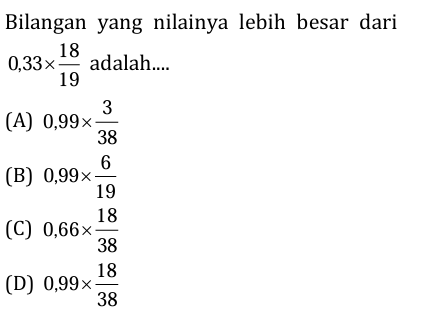 Bilangan yang nilainya lebih besar dari
0,33×18/19 adalah....
(A) 0,99×3/38
(B) 0,99×6/19
(C) 0,66×18/38
(D) 0,99×18/38